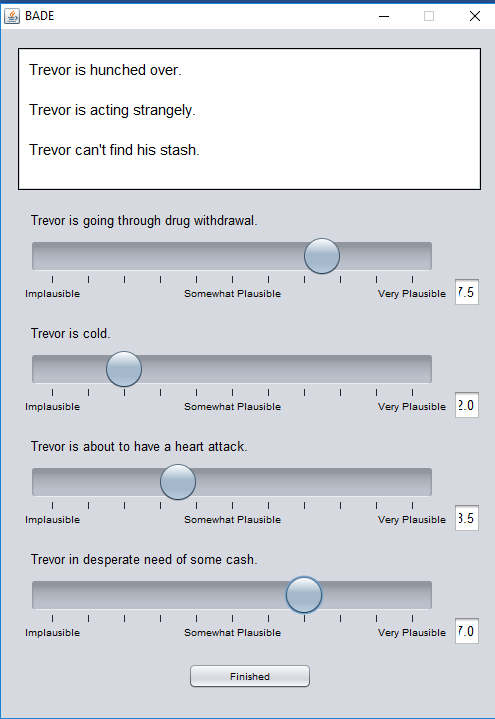 BADE
Trevor is hunched over.
Trevor is acting strangely.
Trevor can't find his stash.
Trevor is going through drug withdrawal.
Implausible Somewhat Plausible Very Plausible 7.5
Trevor is cold.
Implausible Somewhat Plausible Very Plausible 2.0
Trevor is about to have a heart attack.
Implausible Somewhat Plausible Very Plausible 3.5
Trevor in desperate need of some cash.
Implausible Somewhat Plausible Very Plausible 7.0
Finished